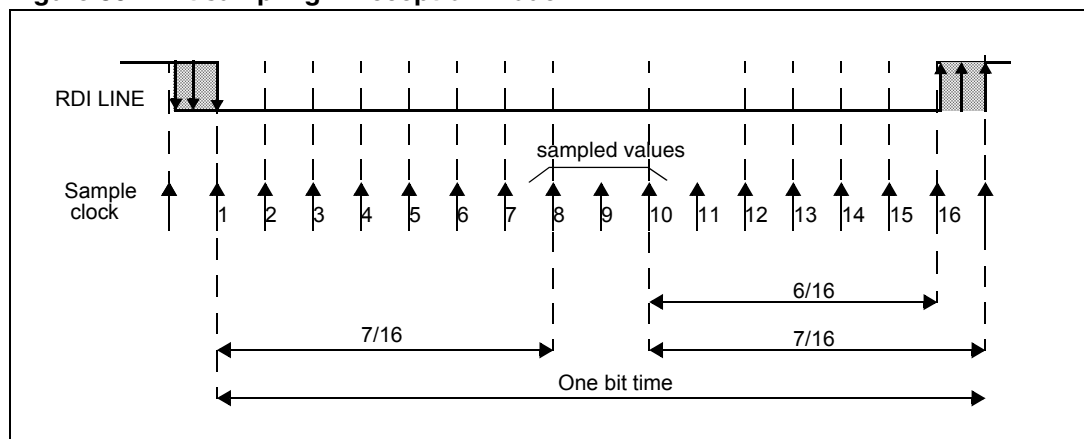 RDI LINE
sampled values
Sample
clock
1 2 3 4 5 6 7 8 9 10 11 12 13 14 15 16
6/16
7/16
7/16
One bit time